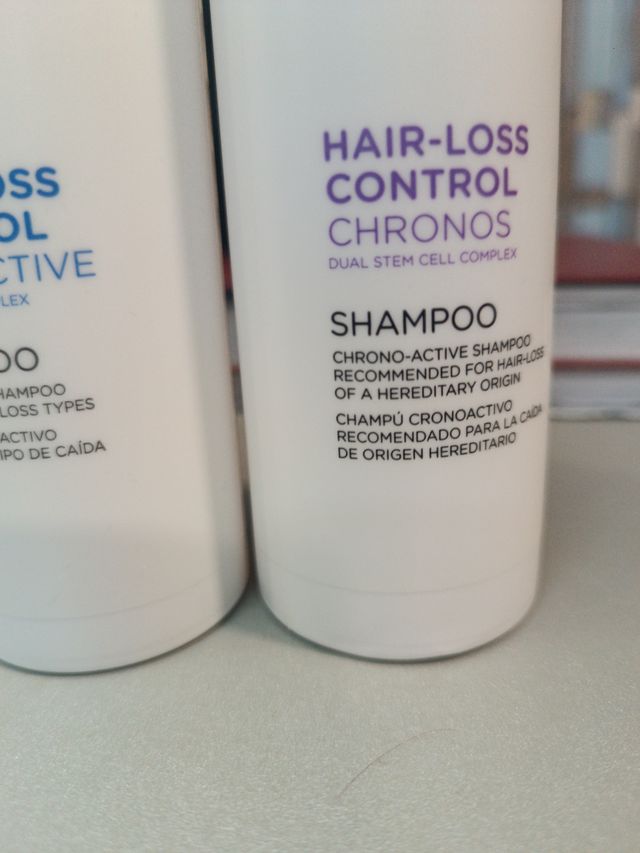 OSS
OL
CTIVE
PLEX
OO
HAMPOO
LOSS TYPES
ACTIVO
IPO DE CAÍDA
HAIR-LOSS
CONTROL
CHRONOS
DUAL STEM CELL COMPLEX
SHAMPOO
CHRONO-ACTIVE SHAMPOO
RECOMMENDED FOR HAIR-LOSS
OF A HEREDITARY ORIGIN
CHAMPÚ CRONOACTIVO
RECOMENDADO PARA LA CAÍDA
DE ORIGEN HEREDITARIO